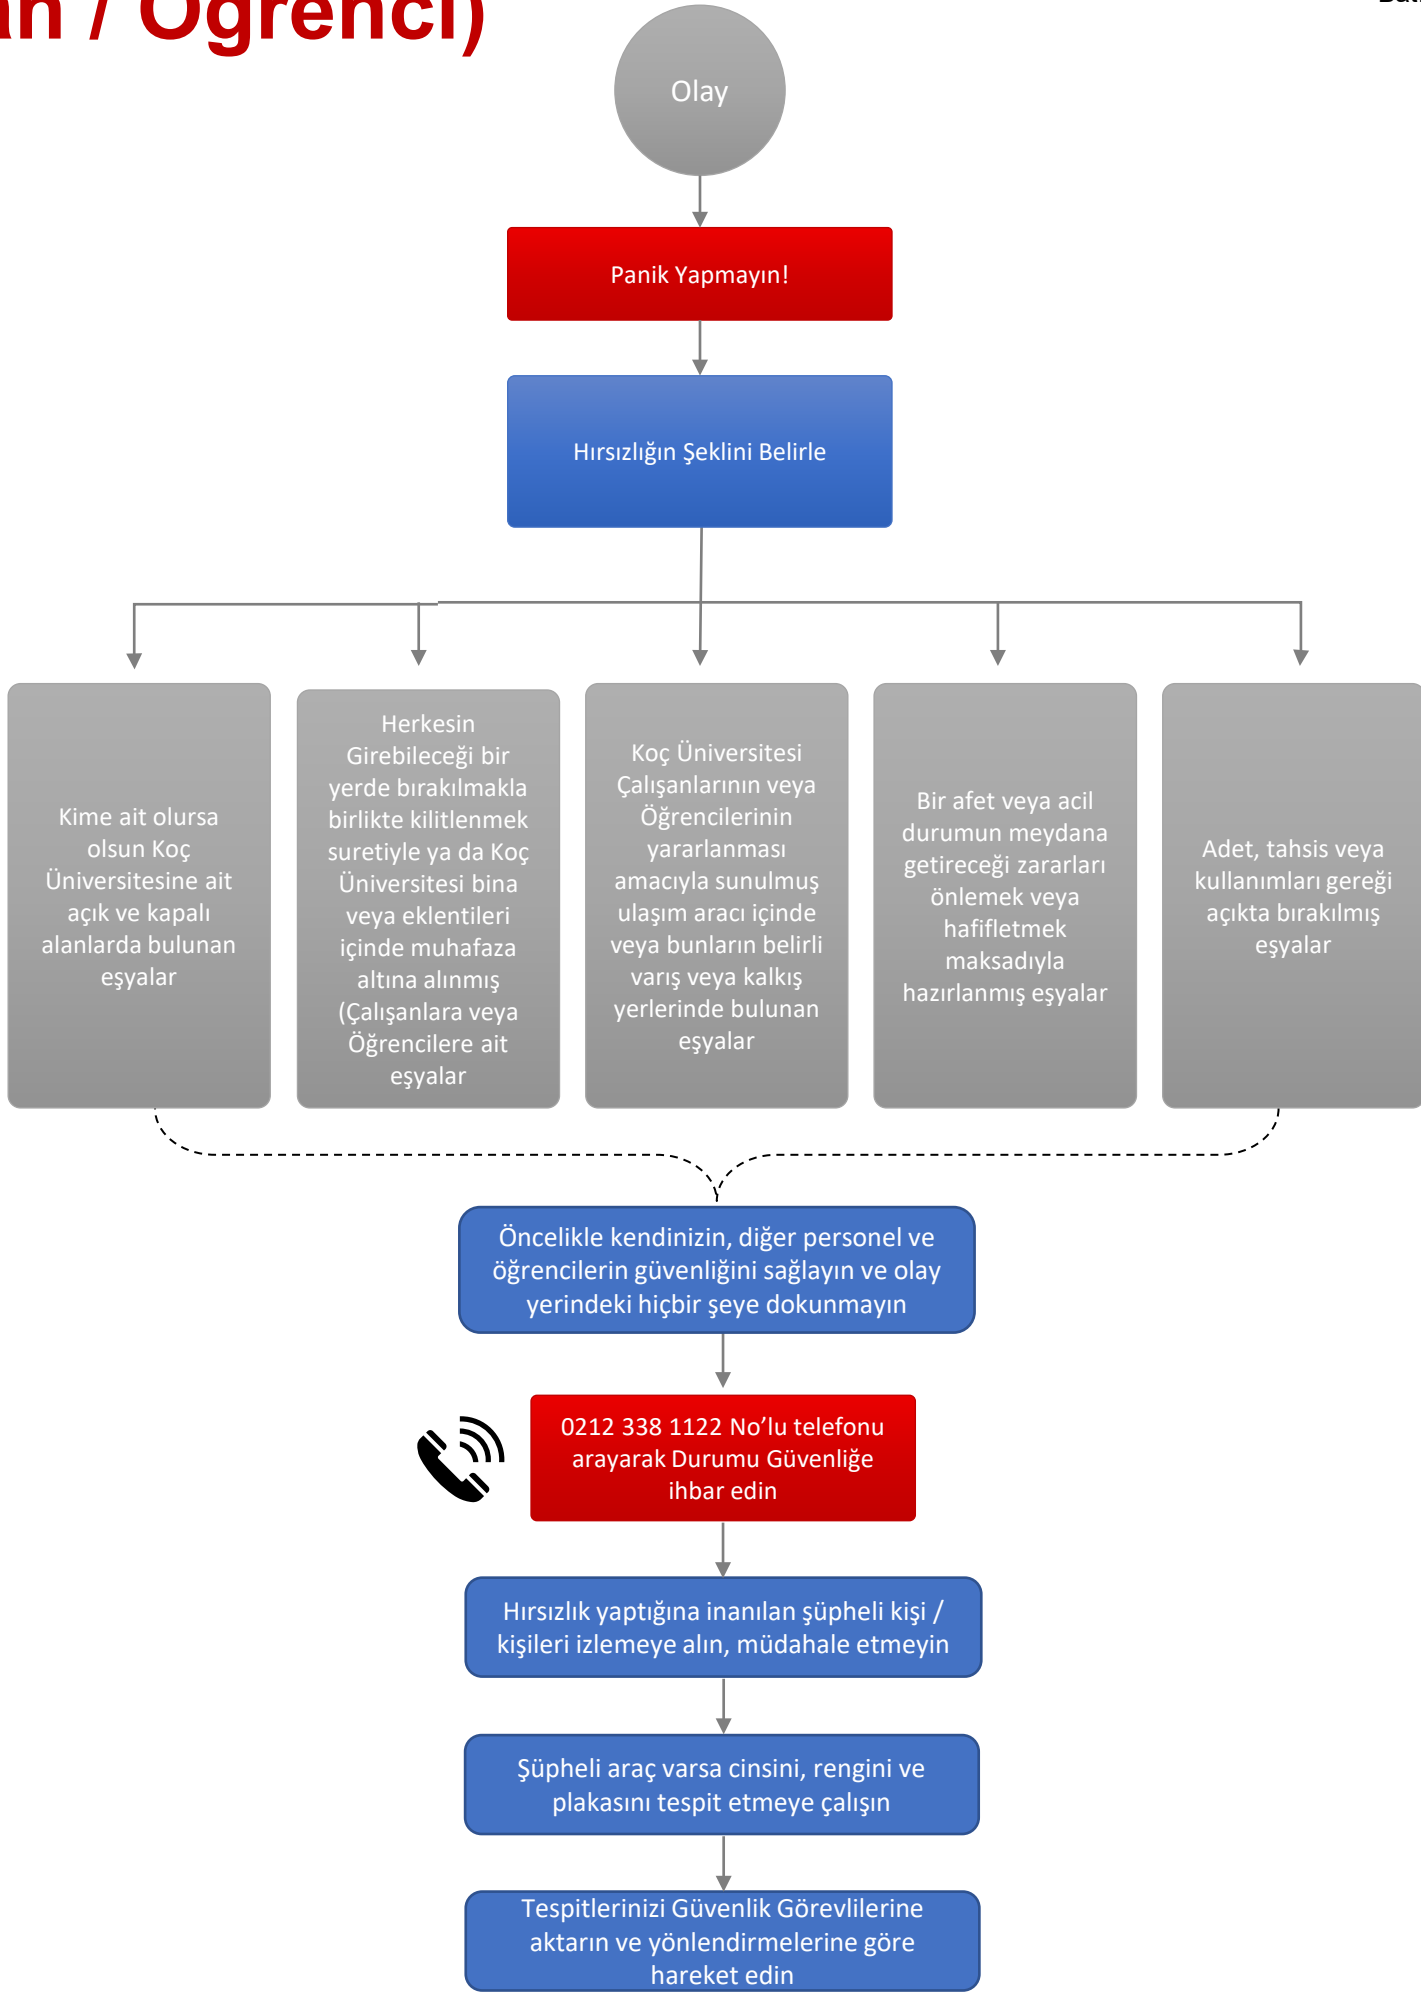 / Öğrenci)
Olay
Panik Yapmayın!
Hırsızlığın Şeklini Belirle
Kime ait olursa
olsun Koç
Üniversitesine ait
açık ve kapalı
alanlarda bulunan
eşyalar
Herkesin
Girebileceği bir
yerde bırakılmakla
birlikte kilitlenmek
suretiyle ya da Koç
Üniversitesi bina
veya eklentileri
içinde muhafaza
altına alınmış
(Çalışanlara veya
Öğrencilere ait
eşyalar
Koç Üniversitesi
Çalışanlarının veya
Öğrencilerinin
yararlanması
amacıyla sunulmuş
ulaşım aracı içinde
veya bunların belirli
varış veya kalkış
yerlerinde bulunan
eşyalar
Bir afet veya acil
durumun meydana
getireceği zararları
önlemek veya
hafifletmek
maksadıyla
hazırlanmış eşyalar
Adet, tahsis veya
kullanımları gereği
açıkta bırakılmış
eşyalar
Öncelikle kendinizin, diğer personel ve
öğrencilerin güvenliğini sağlayın ve olay
yerindeki hiçbir şeye dokunmayın
0212 338 1122 No’lu telefonu
arayarak Durumu Güvenliğe
ihbar edin
Hırsızlık yaptığına inanılan şüpheli kişi /
kişileri izlemeye alın, müdahale etmeyin
Şüpheli araç varsa cinsini, rengini ve
plakasını tespit etmeye çalışın
Tespitlerinizi Güvenlik Görevlilerine
aktarın ve yönlendirmelerine göre
hareket edin